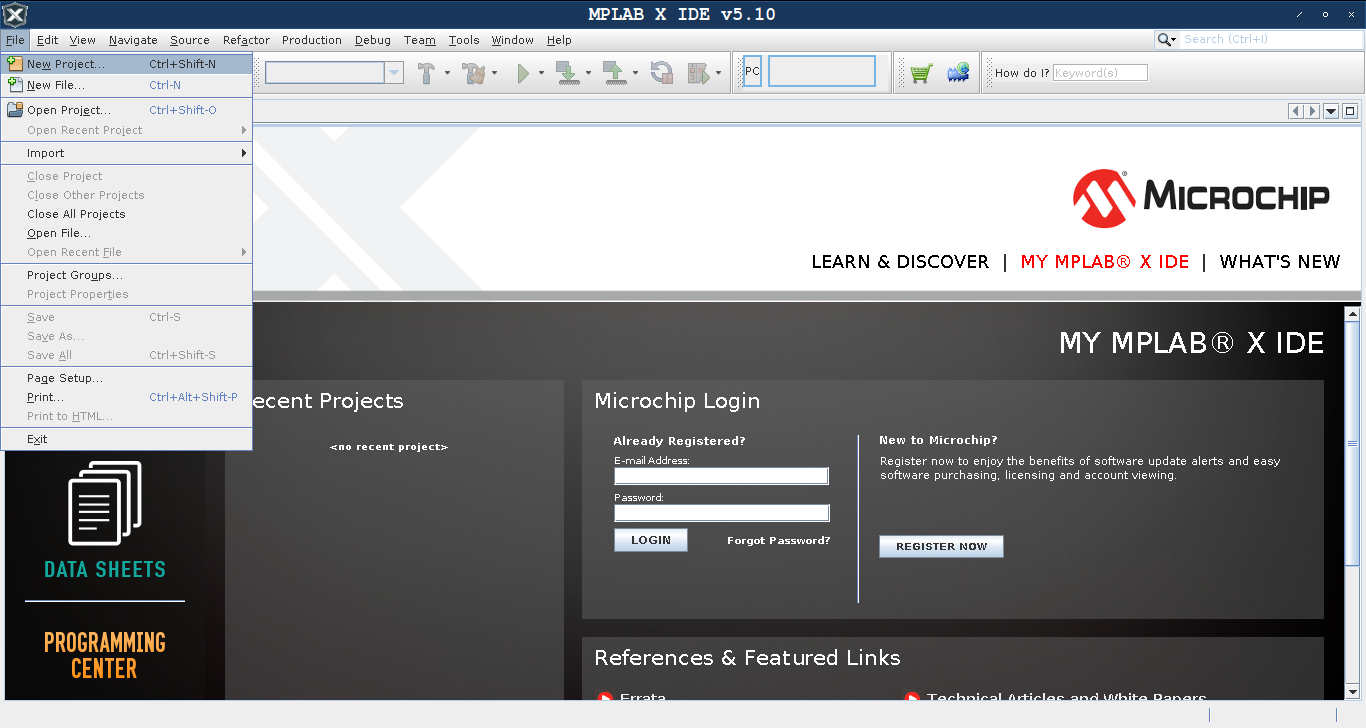 MPLAB X IDE v5.10
File Edit View Navigate Source Refactor Production Debug Team Tools Window Help
Search (Ctrl+I)
New Project... Ctrl+Shift-N
New File... Ctrl-N
Open Project... Ctrl+Shift-O
Open Recent Project
Import
Close Project
Close Other Projects
Close All Projects
Open File...
Open Recent File
Project Groups...
Project Properties
Save Ctrl-S
Save As...
Save All Ctrl+Shift-S
Page Setup...
Print... Ctrl+Alt+Shift-P
Print to HTML...
Exit
PC
How do I? Keyword(s)
MICROCHIP
LEARN & DISCOVER | MY MPLAB® X IDE | WHAT'S NEW
MY MPLAB® X IDE
DATA SHEETS
PROGRAMMING
CENTER
ecent Projects
<no recent project>
Microchip Login
Already Registered?
E-mail Address:
Password:
LOGIN Forgot Password?
New to Microchip?
Register now to enjoy the benefits of software update alerts and easy
software purchasing, licensing and account viewing.
REGISTER NOW
References & Featured Links
Errata
Technical Articles and White Papers